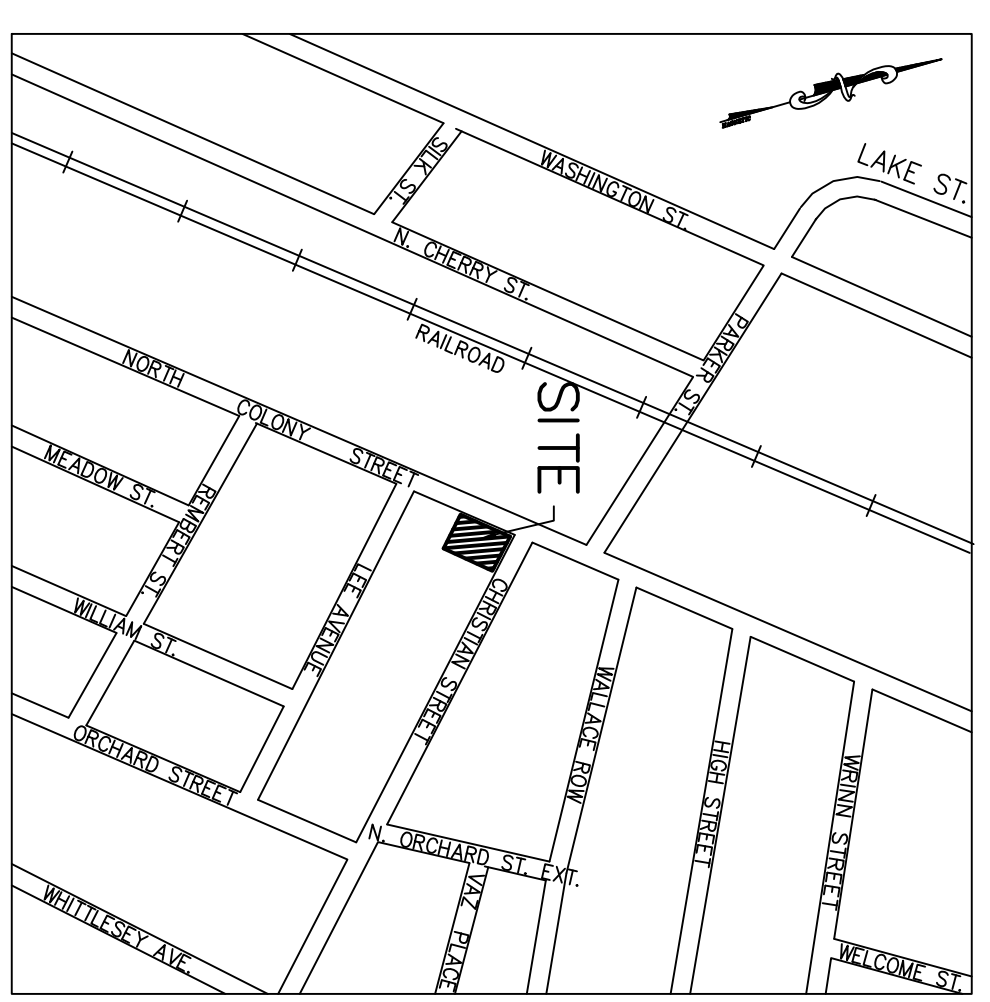 LAKE ST.
WASHINGTON ST.
SILK ST.
N. CHERRY ST.
PARKER ST.
RAILROAD
NORTH COLONY STREET
SITE
MEADOW ST.
REMBERT ST.
LEE AVENUE
CHRISTIAN STREET
WILLIAM ST.
WALLACE ROW
ORCHARD STREET
HIGH STREET
WRINN STREET
N. ORCHARD ST. EXT.
VAZ PLACE
WHITTLESEY AVE.
WELCOME ST.